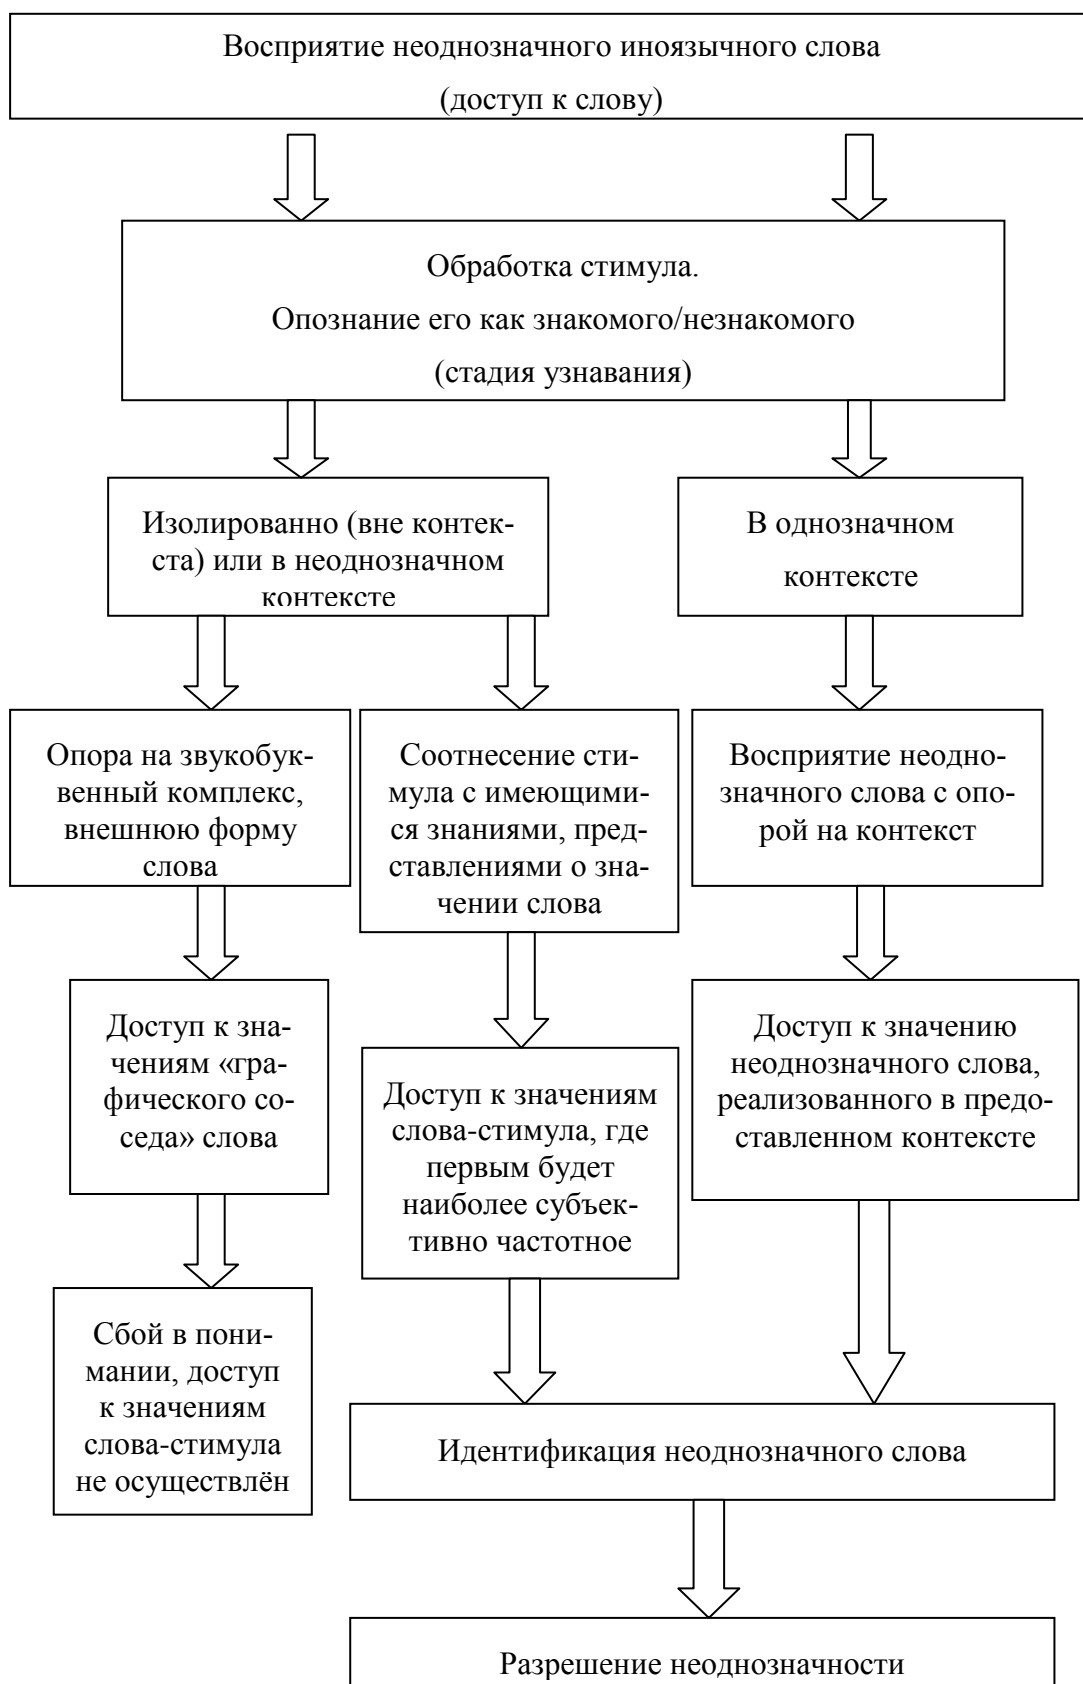 Восприятие неоднозначного иноязычного слова
(доступ к слову)
Обработка стимула.
Опознание его как знакомого/незнакомого
(стадия узнавания)
Изолированно (вне контек-
ста) или в неоднозначном
контексте
В однозначном
контексте
Опора на звукобук-
венный комплекс,
внешнюю форму
слова
Соотнесение сти-
мула с имеющими-
ся знаниями, пред-
ставлениями о зна-
чении слова
Восприятие неодно-
значного слова с опо-
рой на контекст
Доступ к зна-
чениям «гра-
фического со-
седа» слова
Доступ к значениям
слова-стимула, где
первым будет
наиболее субъек-
тивно частотное
Доступ к значению
неоднозначного слова,
реализованного в предо-
ставленном контексте
Сбой в пони-
мании, доступ
к значениям
слова-стимула
не осуществлён
Идентификация неоднозначного слова
Разрешение неоднозначности